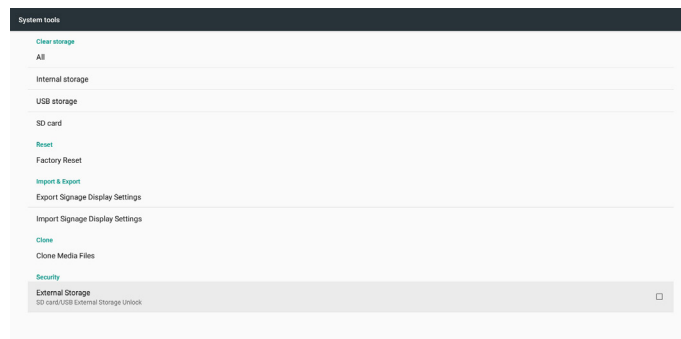 System tools
Clear storage
All
Internal storage
USB storage
SD card
Reset
Factory Reset
Import & Export
Export Signage Display Settings
Import Signage Display Settings
Clone
Clone Media Files
Security
External Storage
SD card/USB External Storage Unlock